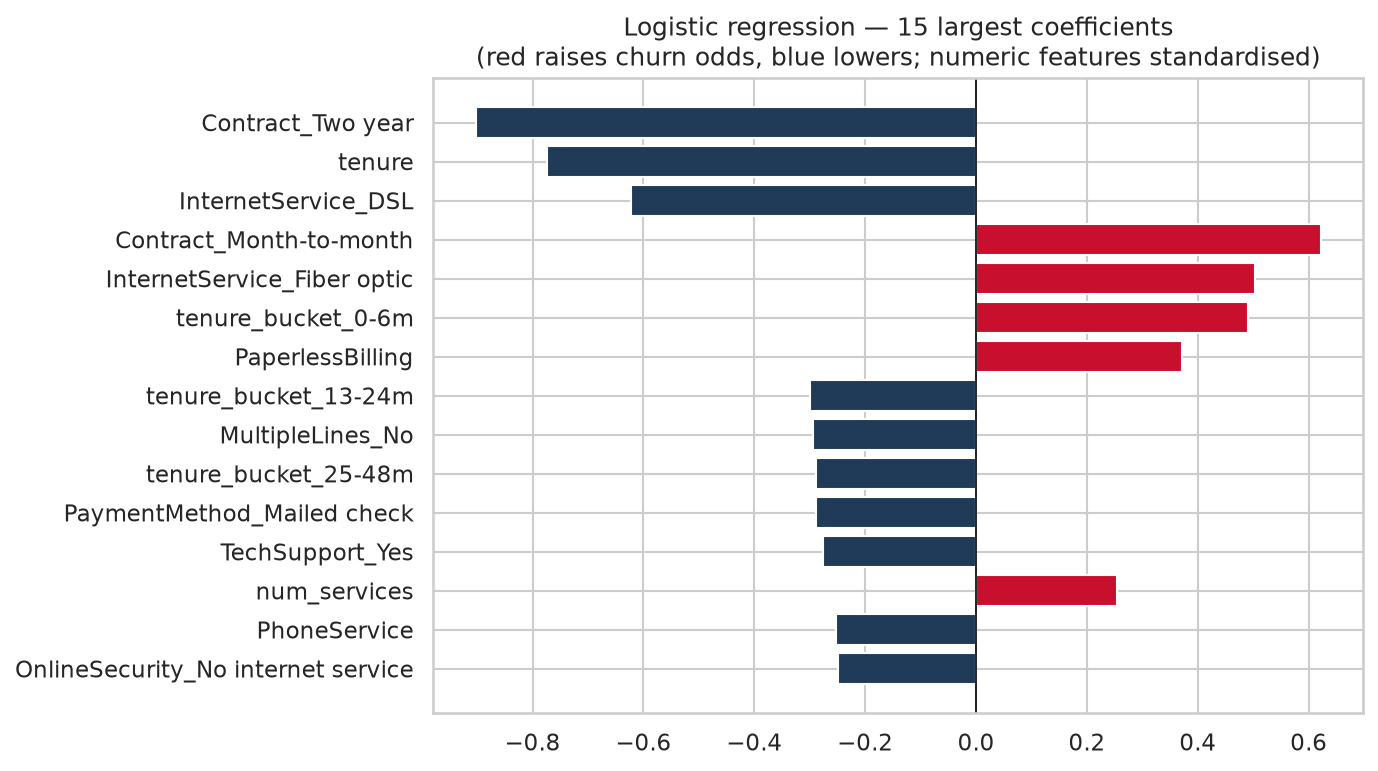 Logistic regression — 15 largest coefficients
(red raises churn odds, blue lowers; numeric features standardised)
Contract_Two year
tenure
InternetService_DSL
Contract_Month-to-month
InternetService_Fiber optic
tenure_bucket_0-6m
PaperlessBilling
tenure_bucket_13-24m
MultipleLines_No
tenure_bucket_25-48m
PaymentMethod_Mailed check
TechSupport_Yes
num_services
PhoneService
OnlineSecurity_No internet service
−0.8 −0.6 −0.4 −0.2 0.0 0.2 0.4 0.6